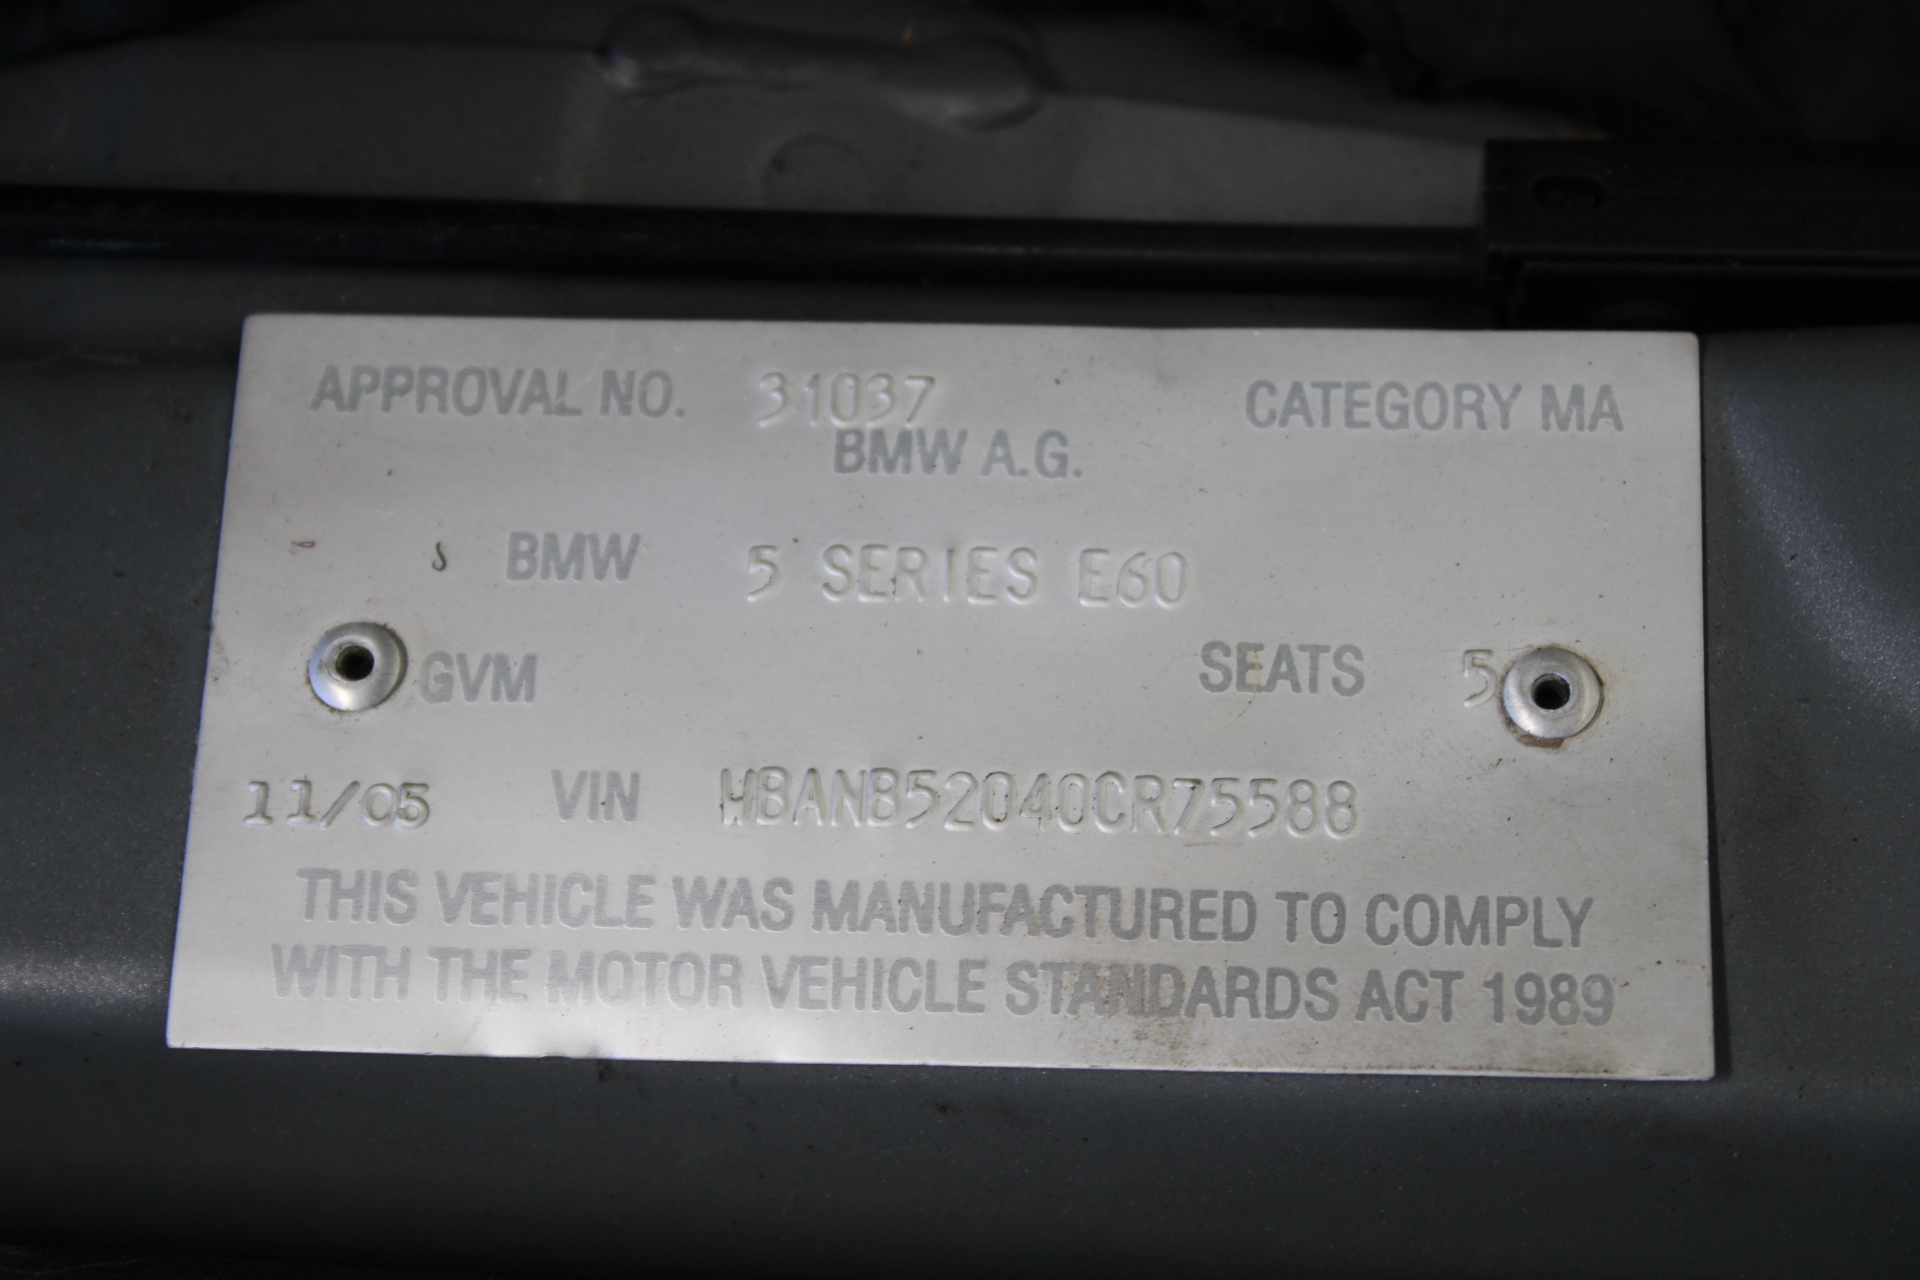 APPROVAL NO. 31037 CATEGORY MA
BMW A.G.
BMW 5 SERIES E60
GVM SEATS 5
11/05 VIN WBANB52040CR75588
THIS VEHICLE WAS MANUFACTURED TO COMPLY
WITH THE MOTOR VEHICLE STANDARDS ACT 1989